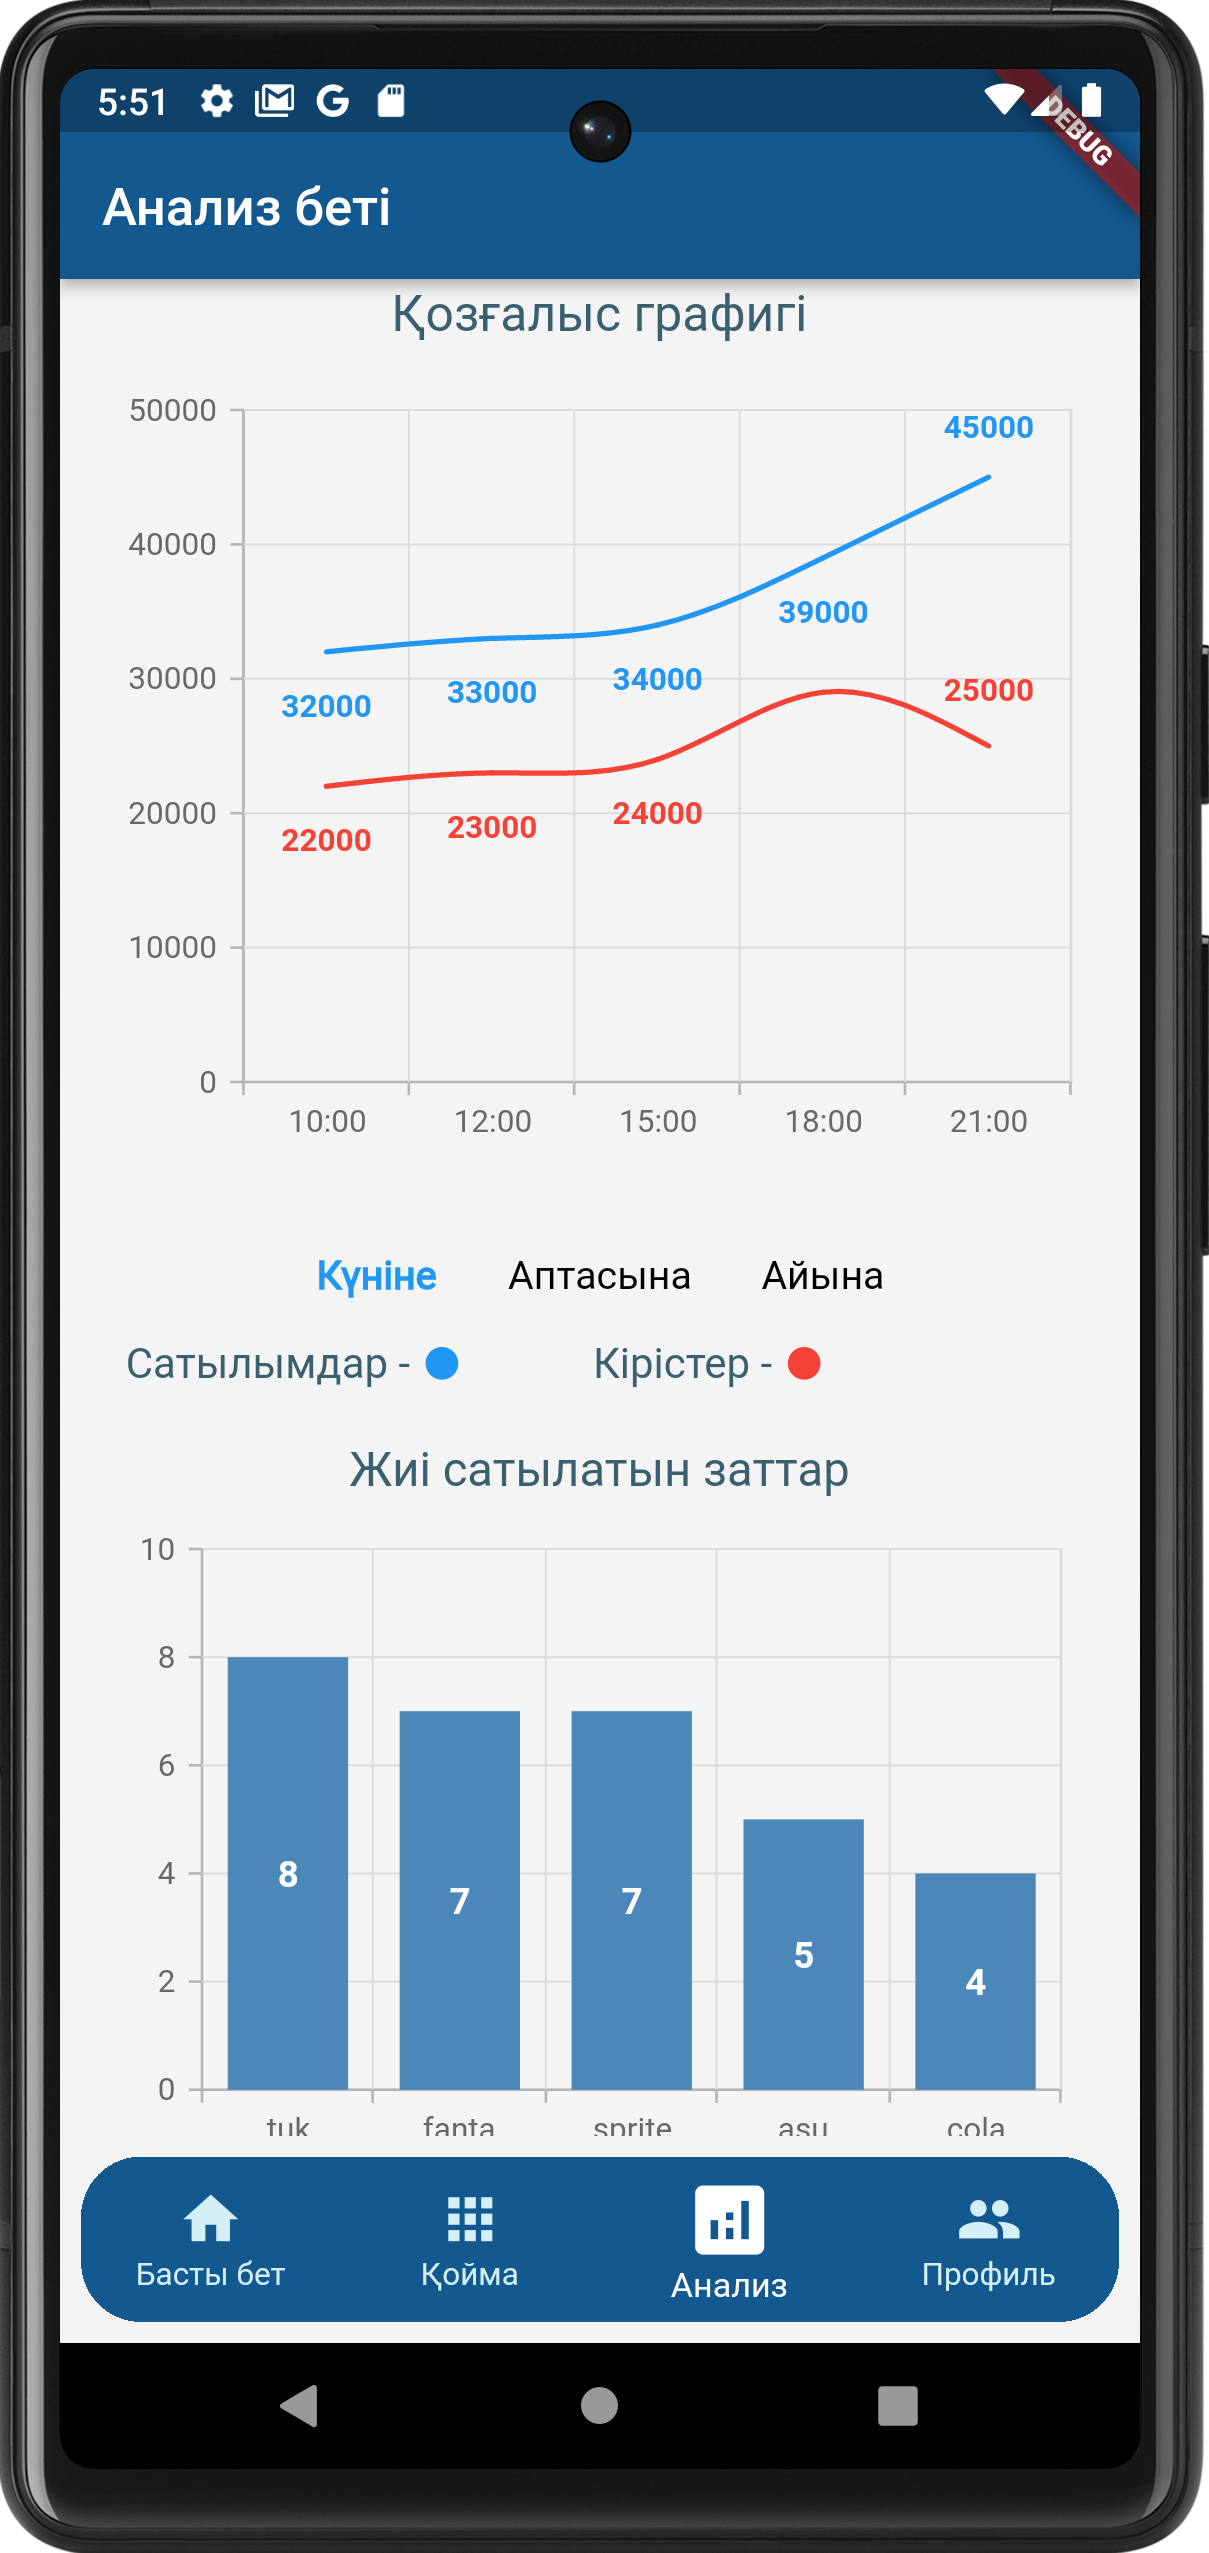 5:51
DEBUG
Анализ беті
Қозғалыс графигі
50000
45000
40000
39000
30000
32000
33000
34000
25000
20000
22000
23000
24000
10000
0
10:00 12:00 15:00 18:00 21:00
Күніне Аптасына Айына
Сатылымдар - Кірістер -
Жиі сатылатын заттар
10
8
6
4
2
0
8 7 7 5 4
tuk fanta sprite asu cola
Басты бет Қойма Анализ Профиль